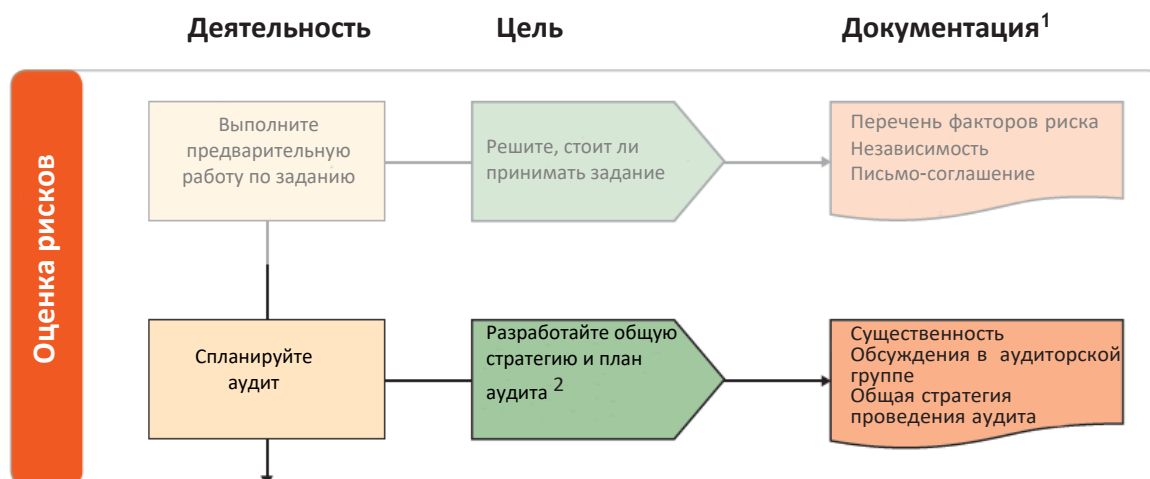 Деятельность
Цель
Документация¹
Оценка рисков
Выполните
предварительную
работу по заданию
Решите, стоит ли
принимать задание
Перечень факторов риска
Независимость
Письмо-соглашение
Спланируйте
аудит
Разработайте общую
стратегию и план
аудита ²
Существенность
Обсуждения в аудиторской
группе
Общая стратегия
проведения аудита